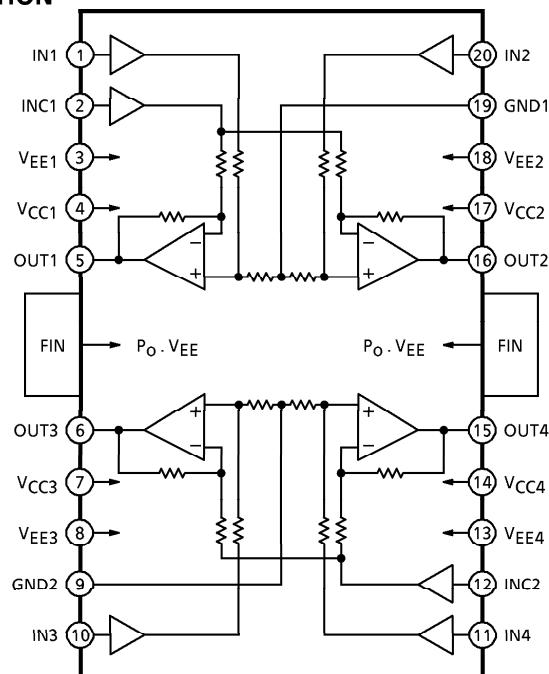 IN1 1 20 IN2
INC1 2 19 GND1
VEE1 3 18 VEE2
VCC1 4 17 VCC2
OUT1 5 16 OUT2
− −
+ +
FIN PO . VEE PO . VEE FIN
OUT3 6 15 OUT4
+ +
− −
VCC3 7 14 VCC4
VEE3 8 13 VEE4
GND2 9 12 INC2
IN3 10 11 IN4